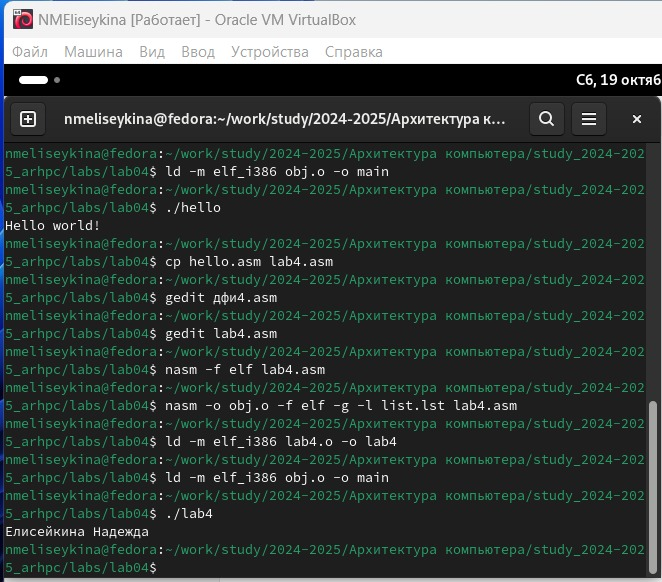 NMEliseykina [Работает] - Oracle VM VirtualBox
Файл Машина Вид Ввод Устройства Справка
Сб, 19 октяб
nmeliseykina@fedora:~/work/study/2024-2025/Архитектура к...
nmeliseykina@fedora:~/work/study/2024-2025/Архитектура компьютера/study_2024-202
5_arhpc/labs/lab04$ ld -m elf_i386 obj.o -o main
nmeliseykina@fedora:~/work/study/2024-2025/Архитектура компьютера/study_2024-202
5_arhpc/labs/lab04$ ./hello
Hello world!
nmeliseykina@fedora:~/work/study/2024-2025/Архитектура компьютера/study_2024-202
5_arhpc/labs/lab04$ cp hello.asm lab4.asm
nmeliseykina@fedora:~/work/study/2024-2025/Архитектура компьютера/study_2024-202
5_arhpc/labs/lab04$ gedit дфи4.asm
nmeliseykina@fedora:~/work/study/2024-2025/Архитектура компьютера/study_2024-202
5_arhpc/labs/lab04$ gedit lab4.asm
nmeliseykina@fedora:~/work/study/2024-2025/Архитектура компьютера/study_2024-202
5_arhpc/labs/lab04$ nasm -f elf lab4.asm
nmeliseykina@fedora:~/work/study/2024-2025/Архитектура компьютера/study_2024-202
5_arhpc/labs/lab04$ nasm -o obj.o -f elf -g -l list.lst lab4.asm
nmeliseykina@fedora:~/work/study/2024-2025/Архитектура компьютера/study_2024-202
5_arhpc/labs/lab04$ ld -m elf_i386 lab4.o -o lab4
nmeliseykina@fedora:~/work/study/2024-2025/Архитектура компьютера/study_2024-202
5_arhpc/labs/lab04$ ld -m elf_i386 obj.o -o main
nmeliseykina@fedora:~/work/study/2024-2025/Архитектура компьютера/study_2024-202
5_arhpc/labs/lab04$ ./lab4
Елисейкина Надежда
nmeliseykina@fedora:~/work/study/2024-2025/Архитектура компьютера/study_2024-202
5_arhpc/labs/lab04$